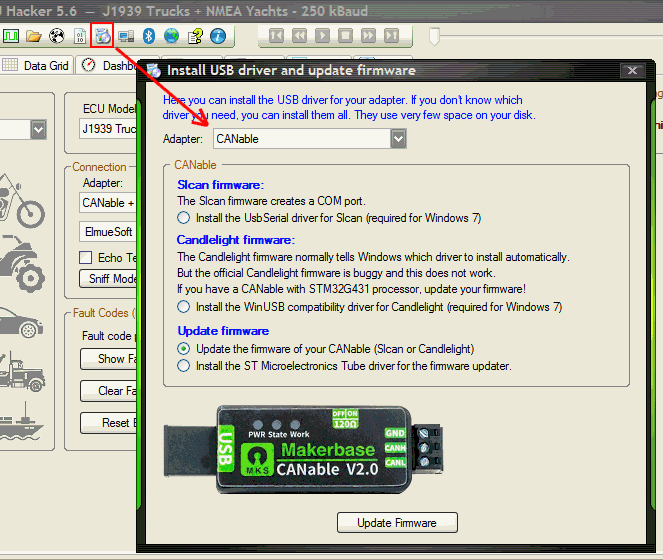 Hacker 5.6 – J1939 Trucks + NMEA Yachts - 250 kBaud
Data Grid
ECU Model
J1939
Connection
Adapter:
CANable +
ElmueSoft
Echo
Sniff Mode
Fault Codes (
Fault code
Show
Clear
Reset
Install USB driver and update firmware
Here you can install the USB driver for your adapter. If you don't know which
driver you need, you can install them all. They use very few space on your disk.
Adapter:
CANable
CANable
Slcan firmware:
The Slcan firmware creates a COM port.
Install the UsbSerial driver for Slcan (required for Windows 7)
Candlelight firmware:
The Candlelight firmware normally tells Windows which driver to install automatically.
But the official Candlelight firmware is buggy and this does not work.
If you have a CANable with STM32G431 processor, update your firmware!
Install the WinUSB compatibility driver for Candlelight (required for Windows 7)
Update firmware
Update the firmware of your CANable (Slcan or Candlelight)
Install the ST Microelectronics Tube driver for the firmware updater.
USB
PWR State Work
OFF ON
120Ω
GND
CANH
CANL
MKS
Makerbase
CANable V2.0
Update Firmware